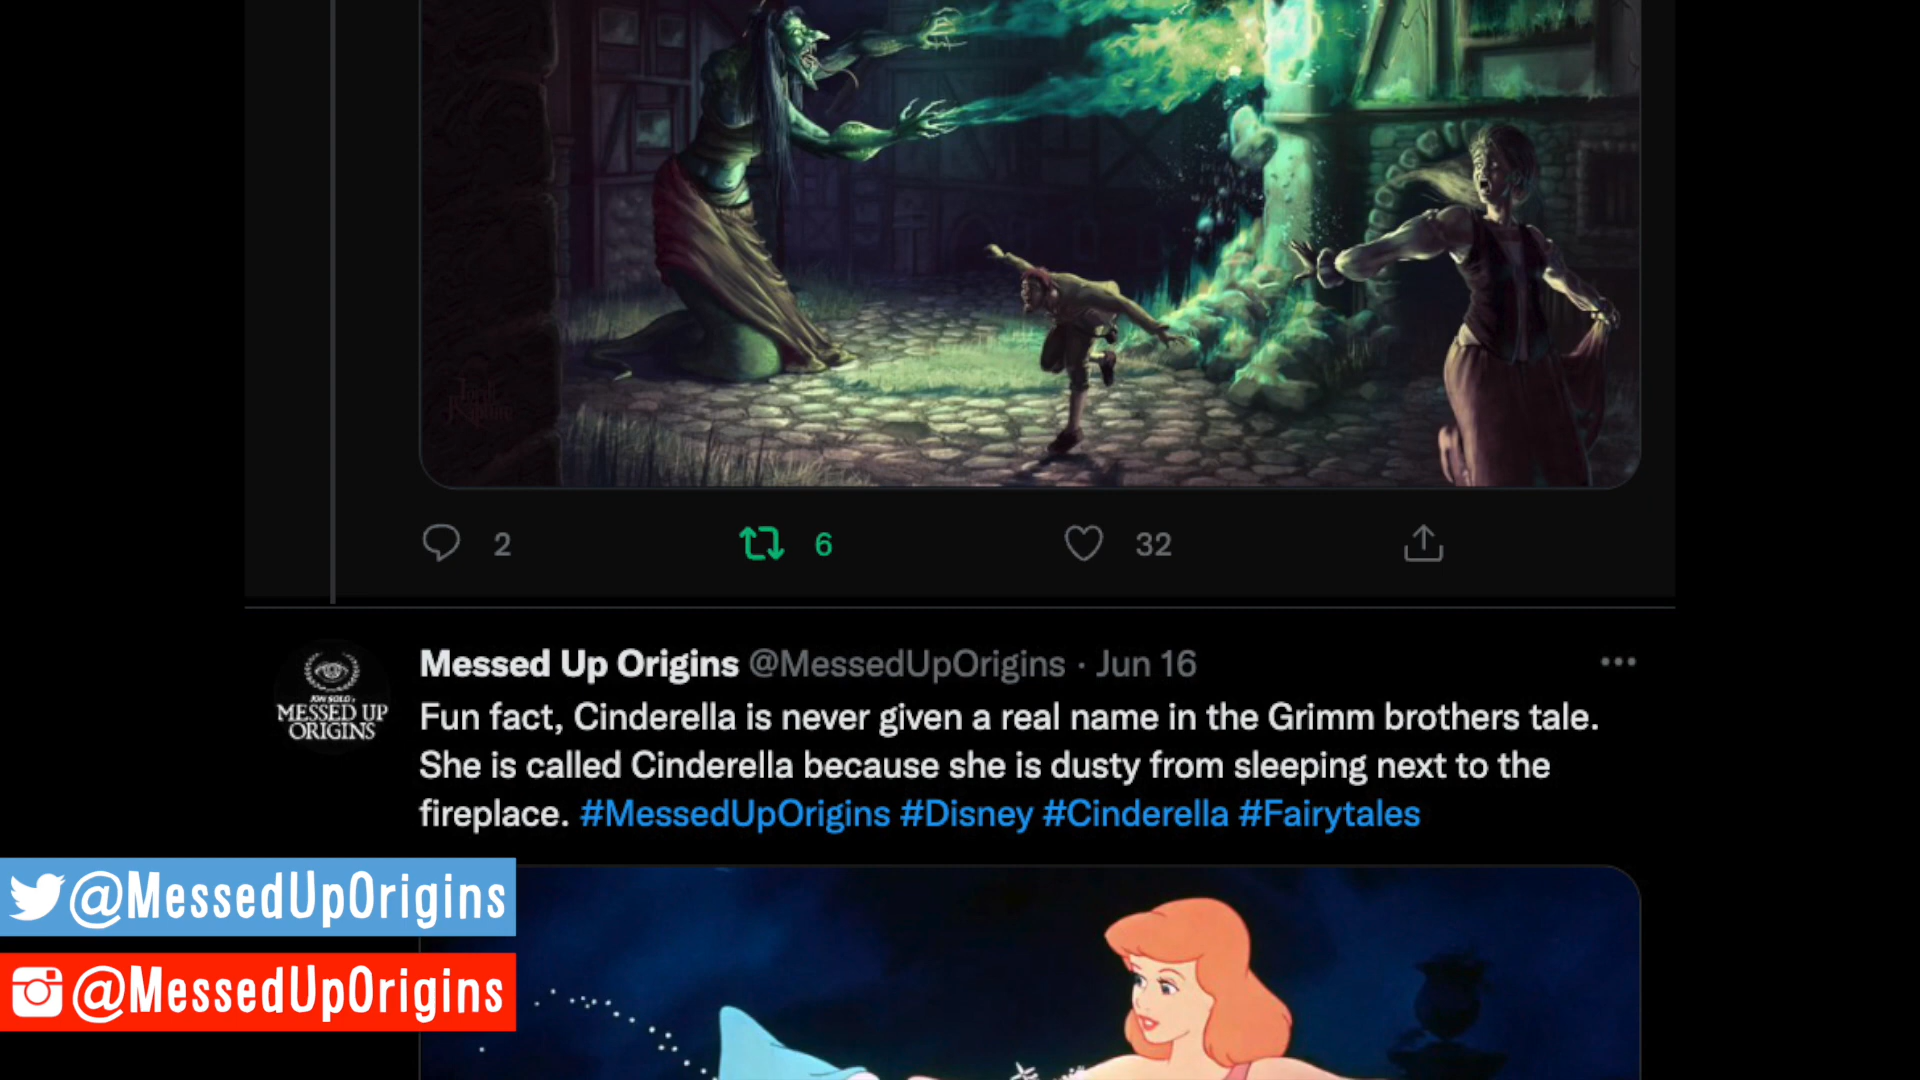 2
6
32
Messed Up Origins @MessedUpOrigins · Jun 16
JON SOLO'S
MESSED UP
ORIGINS
Fun fact, Cinderella is never given a real name in the Grimm brothers tale.
She is called Cinderella because she is dusty from sleeping next to the
fireplace. #MessedUpOrigins #Disney #Cinderella #Fairytales
@MessedUpOrigins
@MessedUpOrigins